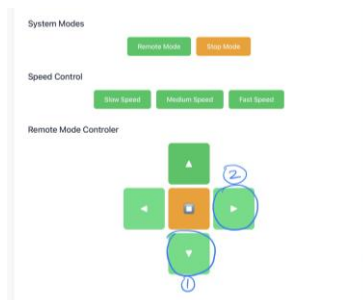 System Modes
Remote Mode Stop Mode
Speed Control
Slow Speed Medium Speed Fast Speed
Remote Mode Controler
2
1